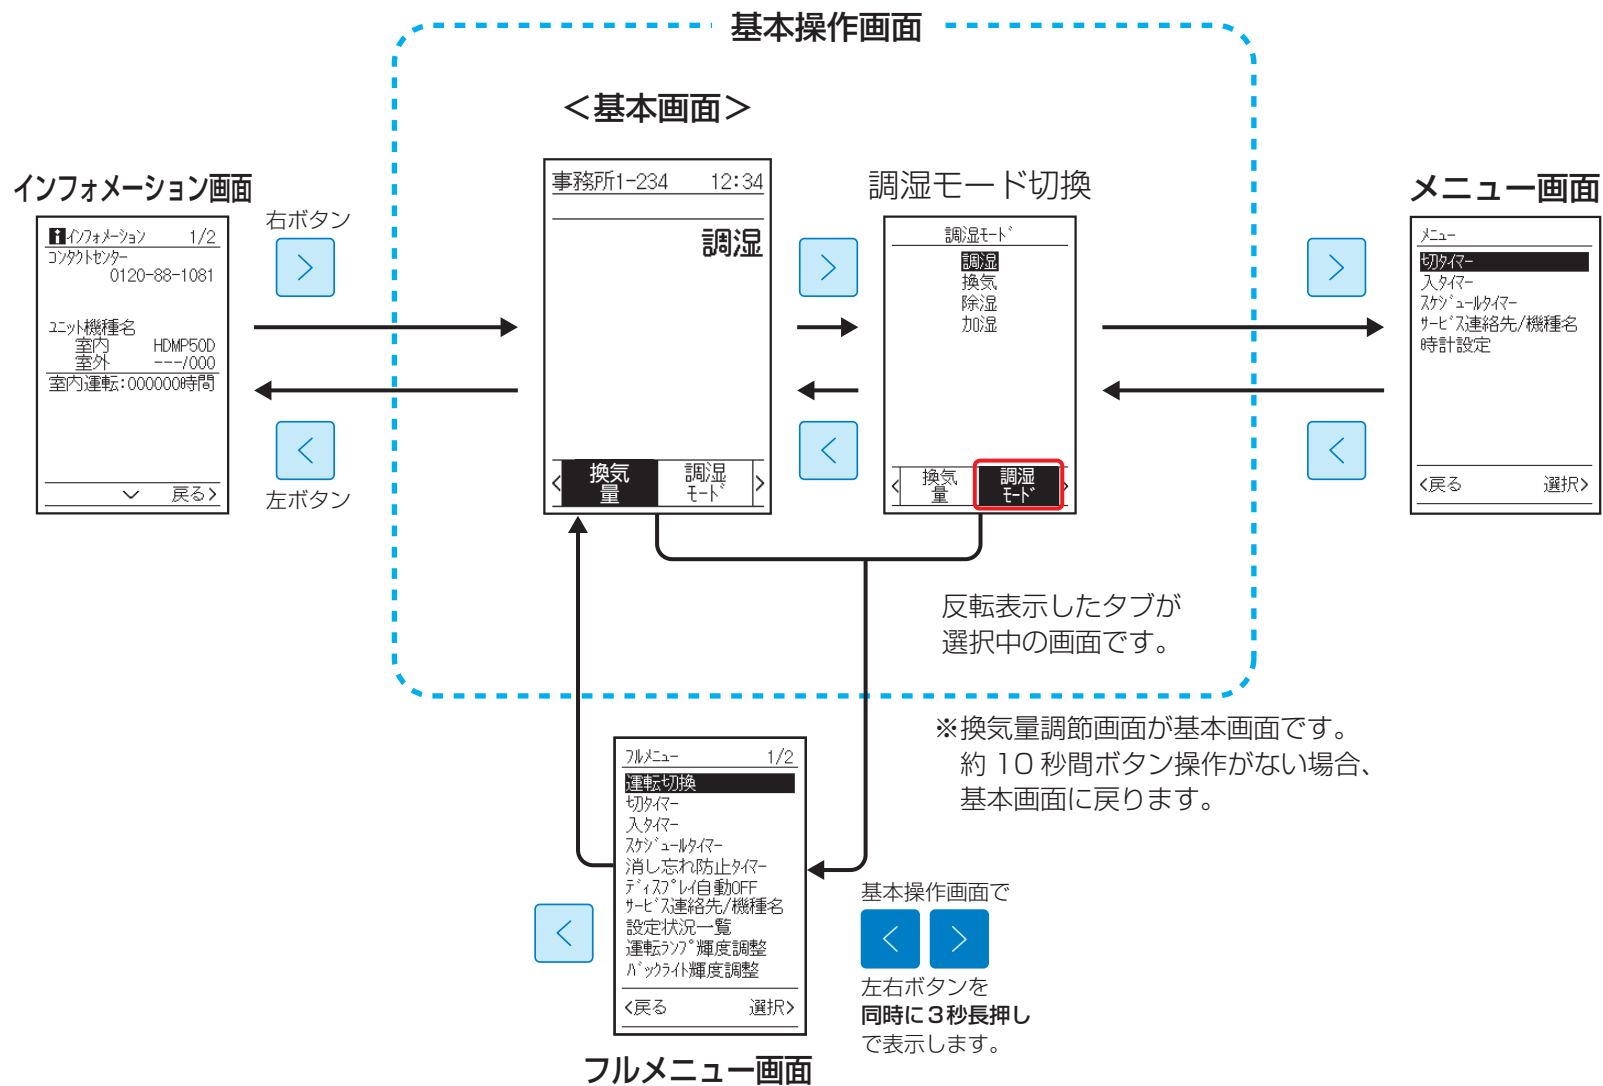 基本操作画面
＜基本画面＞
インフォメーション画面
iインフォメーション 1/2
コンタクトセンター
0120-88-1081
ユニット機種名
室内 HDMP50D
室外 ---/000
室内運転:000000時間
戻る>
右ボタン
左ボタン
事務所1-234 12:34
調湿
< 換気量 調湿モード >
調湿モード切換
調湿モード
調湿
換気
除湿
加湿
< 換気量 調湿モード >
メニュー画面
メニュー
切タイマー
入タイマー
スケジュールタイマー
サービス連絡先/機種名
時計設定
<戻る 選択>
反転表示したタブが
選択中の画面です。
※換気量調節画面が基本画面です。
約 10 秒間ボタン操作がない場合、
基本画面に戻ります。
フルメニュー 1/2
運転切換
切タイマー
入タイマー
スケジュールタイマー
消し忘れ防止タイマー
ディスプレイ自動OFF
サービス連絡先/機種名
設定状況一覧
運転ランプ輝度調整
バックライト輝度調整
<戻る 選択>
フルメニュー画面
基本操作画面で
左右ボタンを
同時に3秒長押し
で表示します。